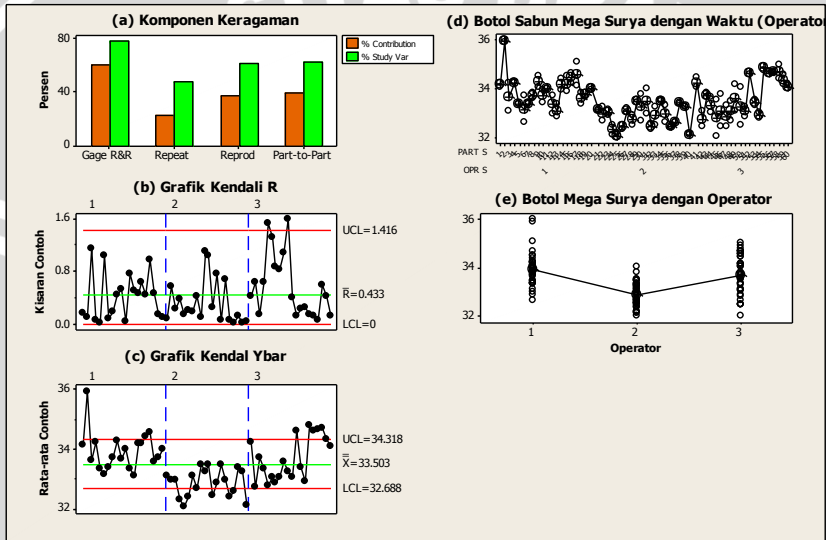 (a) Komponen Keragaman
80
40
0
Persen
Gage R&R Repeat Reprod Part-to-Part
% Contribution
% Study Var
(b) Grafik Kendali R
1 2 3
1.6
0.8
0.0
Kisaran Contoh
UCL=1.416
R=0.433
LCL=0
(c) Grafik Kendal Ybar
1 2 3
36
34
32
Rata-rata Contoh
UCL=34.318
X=33.503
LCL=32.688
(d) Botol Sabun Mega Surya dengan Waktu (Operator
36
34
32
PART S
OPR S
1 2 3
(e) Botol Mega Surya dengan Operator
36
34
32
1 2 3
Operator